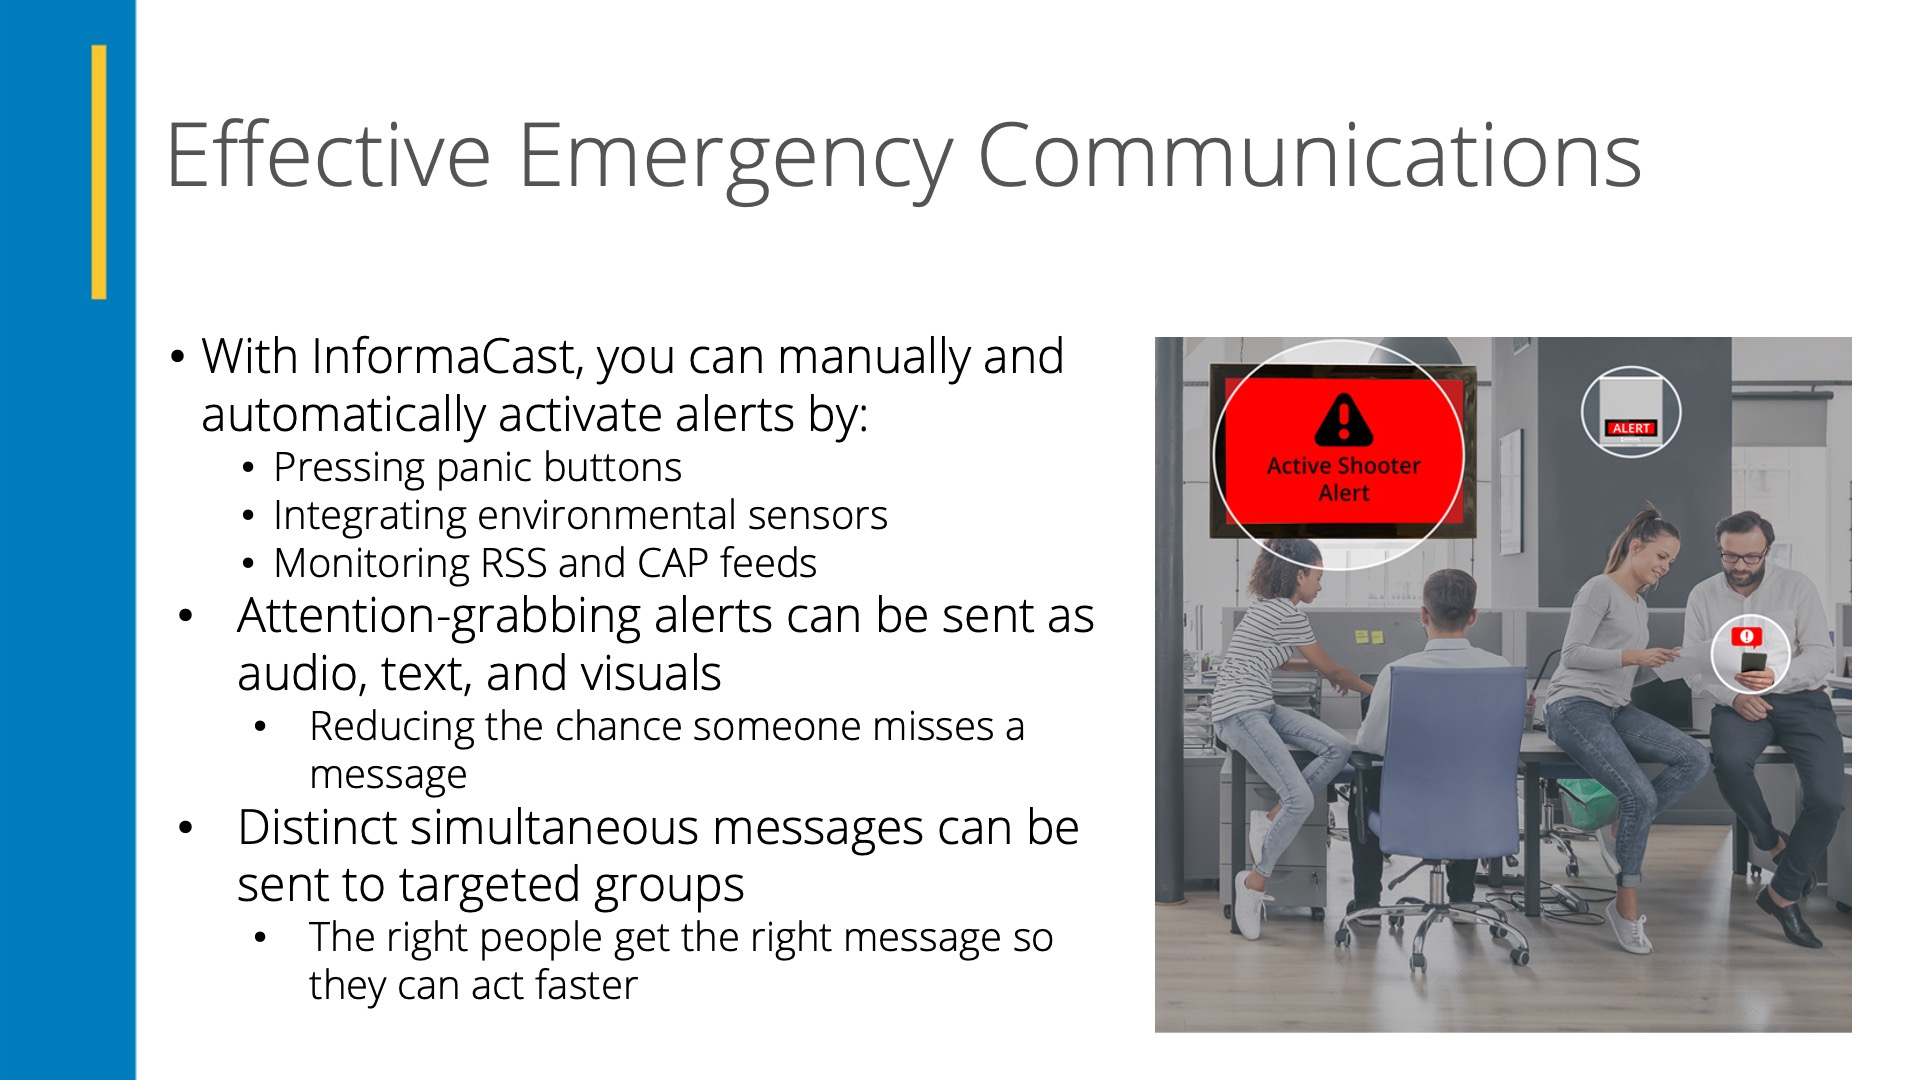 Effective Emergency Communications
• With InformaCast, you can manually and
automatically activate alerts by:
• Pressing panic buttons
• Integrating environmental sensors
• Monitoring RSS and CAP feeds
• Attention-grabbing alerts can be sent as
audio, text, and visuals
• Reducing the chance someone misses a
message
• Distinct simultaneous messages can be
sent to targeted groups
• The right people get the right message so
they can act faster
Active Shooter
Alert
ALERT